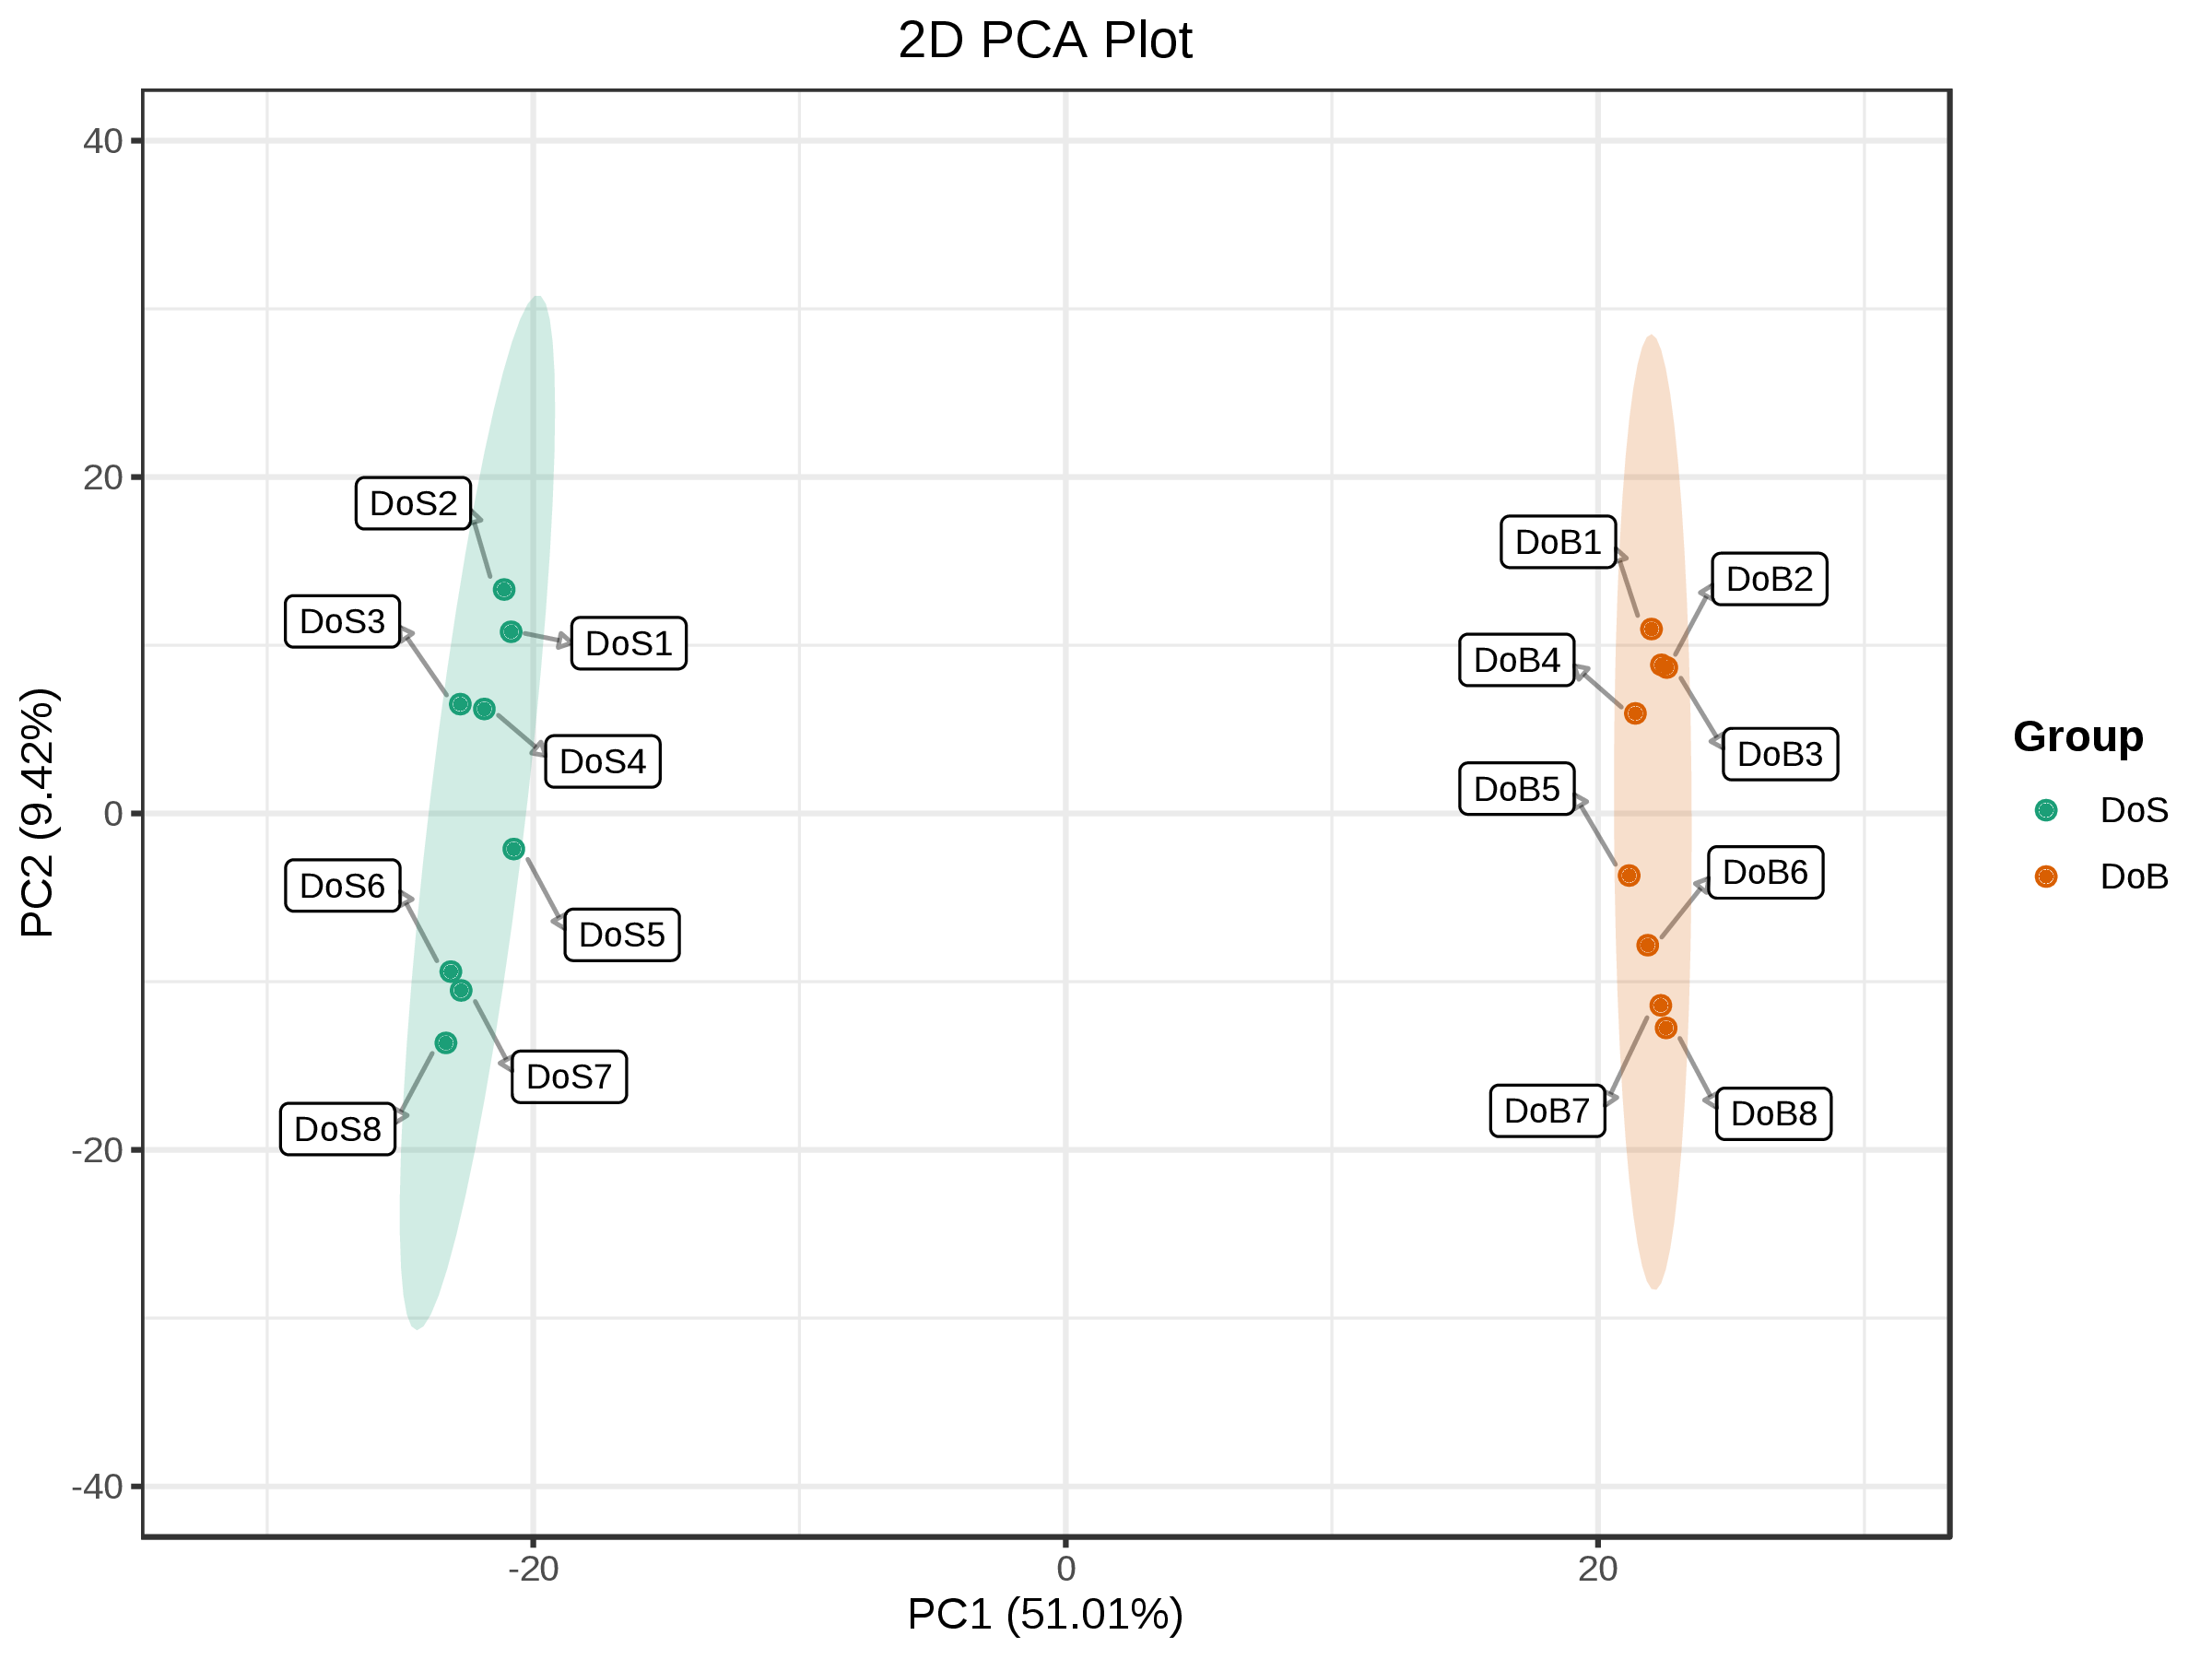 2D PCA Plot
40
20
0
-20
-40
PC2 (9.42%)
DoS2
DoS3
DoS1
DoS4
DoS6
DoS5
DoS7
DoS8
DoB1
DoB2
DoB4
DoB3
DoB5
DoB6
DoB7
DoB8
-20
0
20
PC1 (51.01%)
Group
DoS
DoB